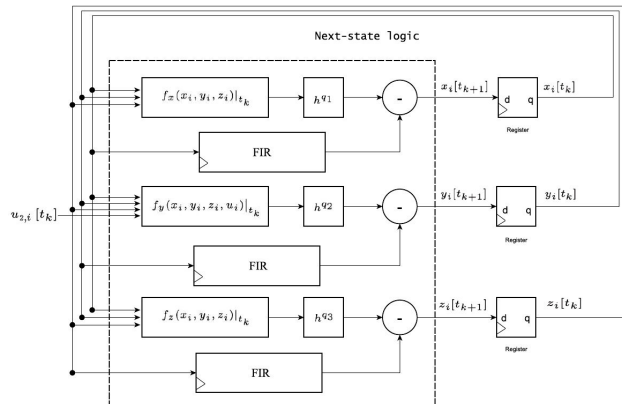 Next-state logic
f_x(x_i, y_i, z_i)|_{t_k} h^{q_1} - x_i[t_{k+1}] d q x_i[t_k]
Register
FIR
f_y(x_i, y_i, z_i, u_i)|_{t_k} h^{q_2} - y_i[t_{k+1}] d q y_i[t_k]
u_{2,i} [t_k]
Register
FIR
f_z(x_i, y_i, z_i)|_{t_k} h^{q_3} - z_i[t_{k+1}] d q z_i[t_k]
Register
FIR